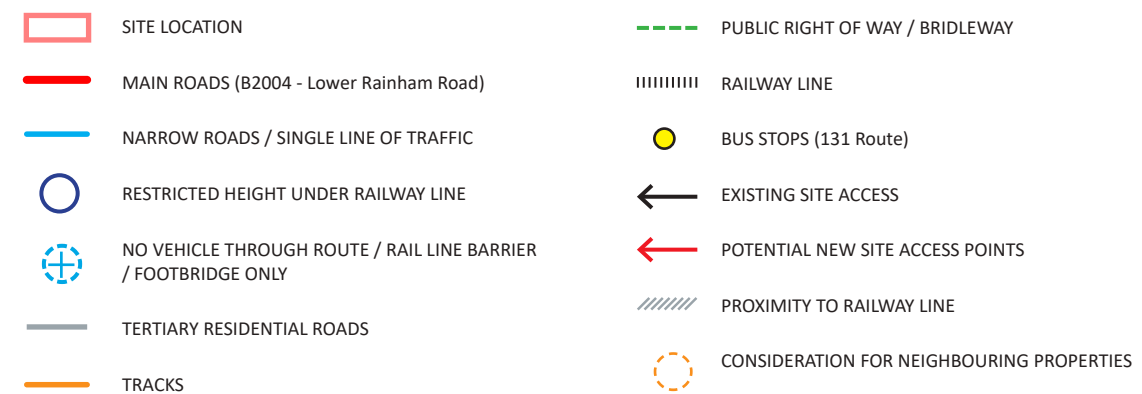 SITE LOCATION
MAIN ROADS (B2004 - Lower Rainham Road)
NARROW ROADS / SINGLE LINE OF TRAFFIC
RESTRICTED HEIGHT UNDER RAILWAY LINE
NO VEHICLE THROUGH ROUTE / RAIL LINE BARRIER
/ FOOTBRIDGE ONLY
TERTIARY RESIDENTIAL ROADS
TRACKS
PUBLIC RIGHT OF WAY / BRIDLEWAY
RAILWAY LINE
BUS STOPS (131 Route)
EXISTING SITE ACCESS
POTENTIAL NEW SITE ACCESS POINTS
PROXIMITY TO RAILWAY LINE
CONSIDERATION FOR NEIGHBOURING PROPERTIES